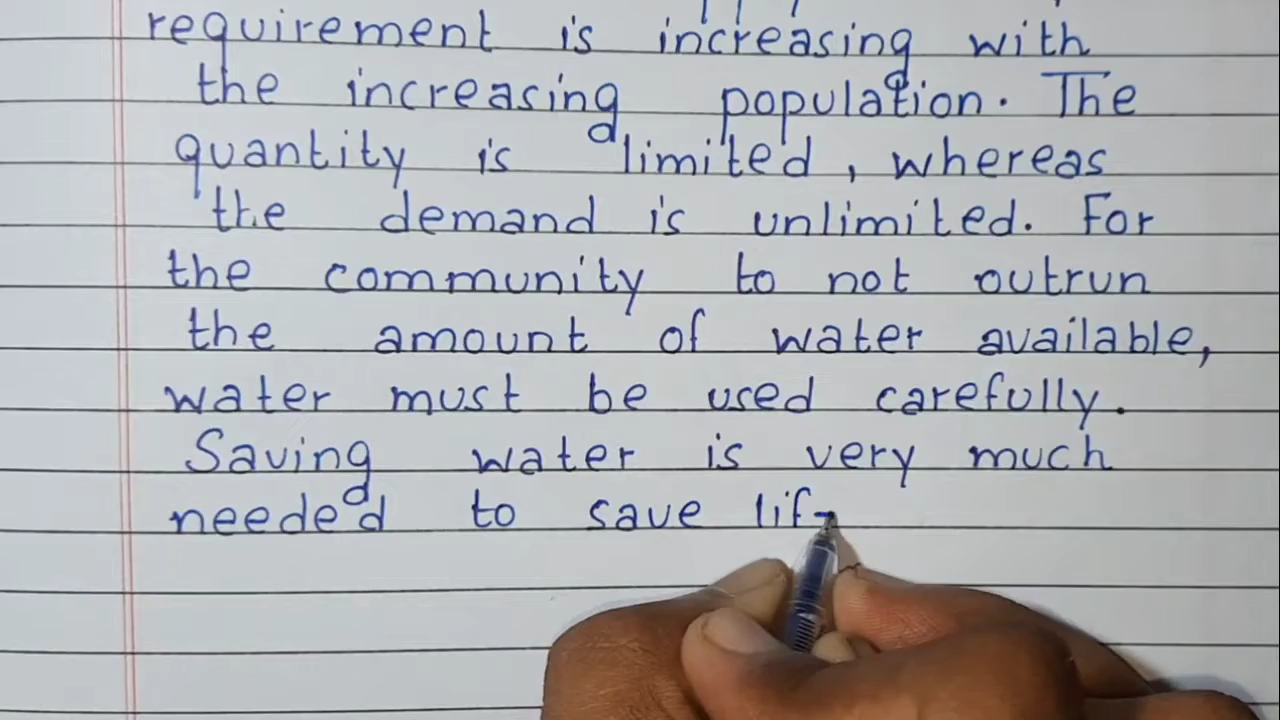 requirement is increasing with
the increasing population. The
quantity is limited, whereas
the demand is unlimited. For
the community to not outrun
the amount of water available,
water must be used carefully.
Saving water is very much
needed to save lif